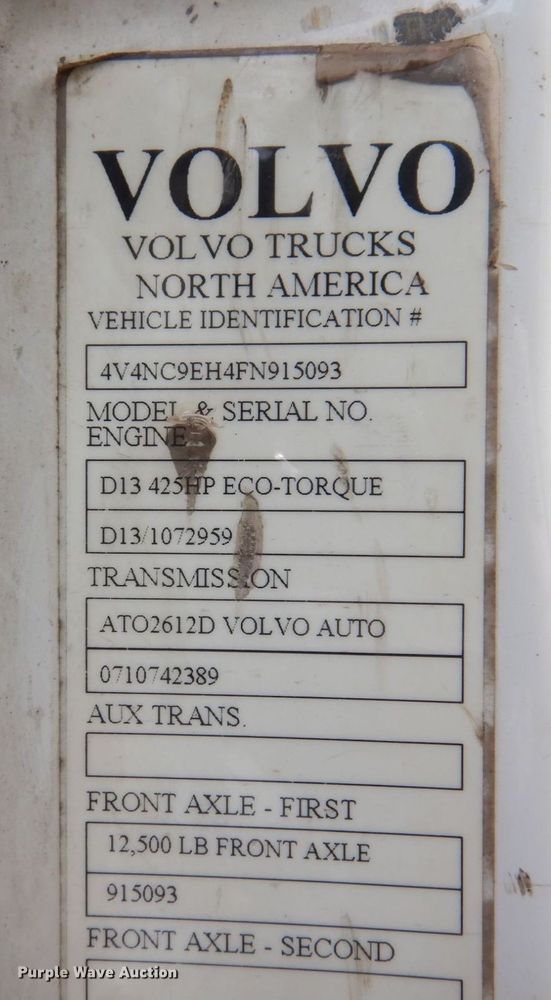 VOLVO
VOLVO TRUCKS
NORTH AMERICA
VEHICLE IDENTIFICATION #
4V4NC9EH4FN915093
MODEL & SERIAL NO.
ENGINE
D13 425HP ECO-TORQUE
D13/1072959
TRANSMISSION
ATO2612D VOLVO AUTO
0710742389
AUX TRANS.
FRONT AXLE - FIRST
12,500 LB FRONT AXLE
915093
FRONT AXLE - SECOND
Purple Wave Auction